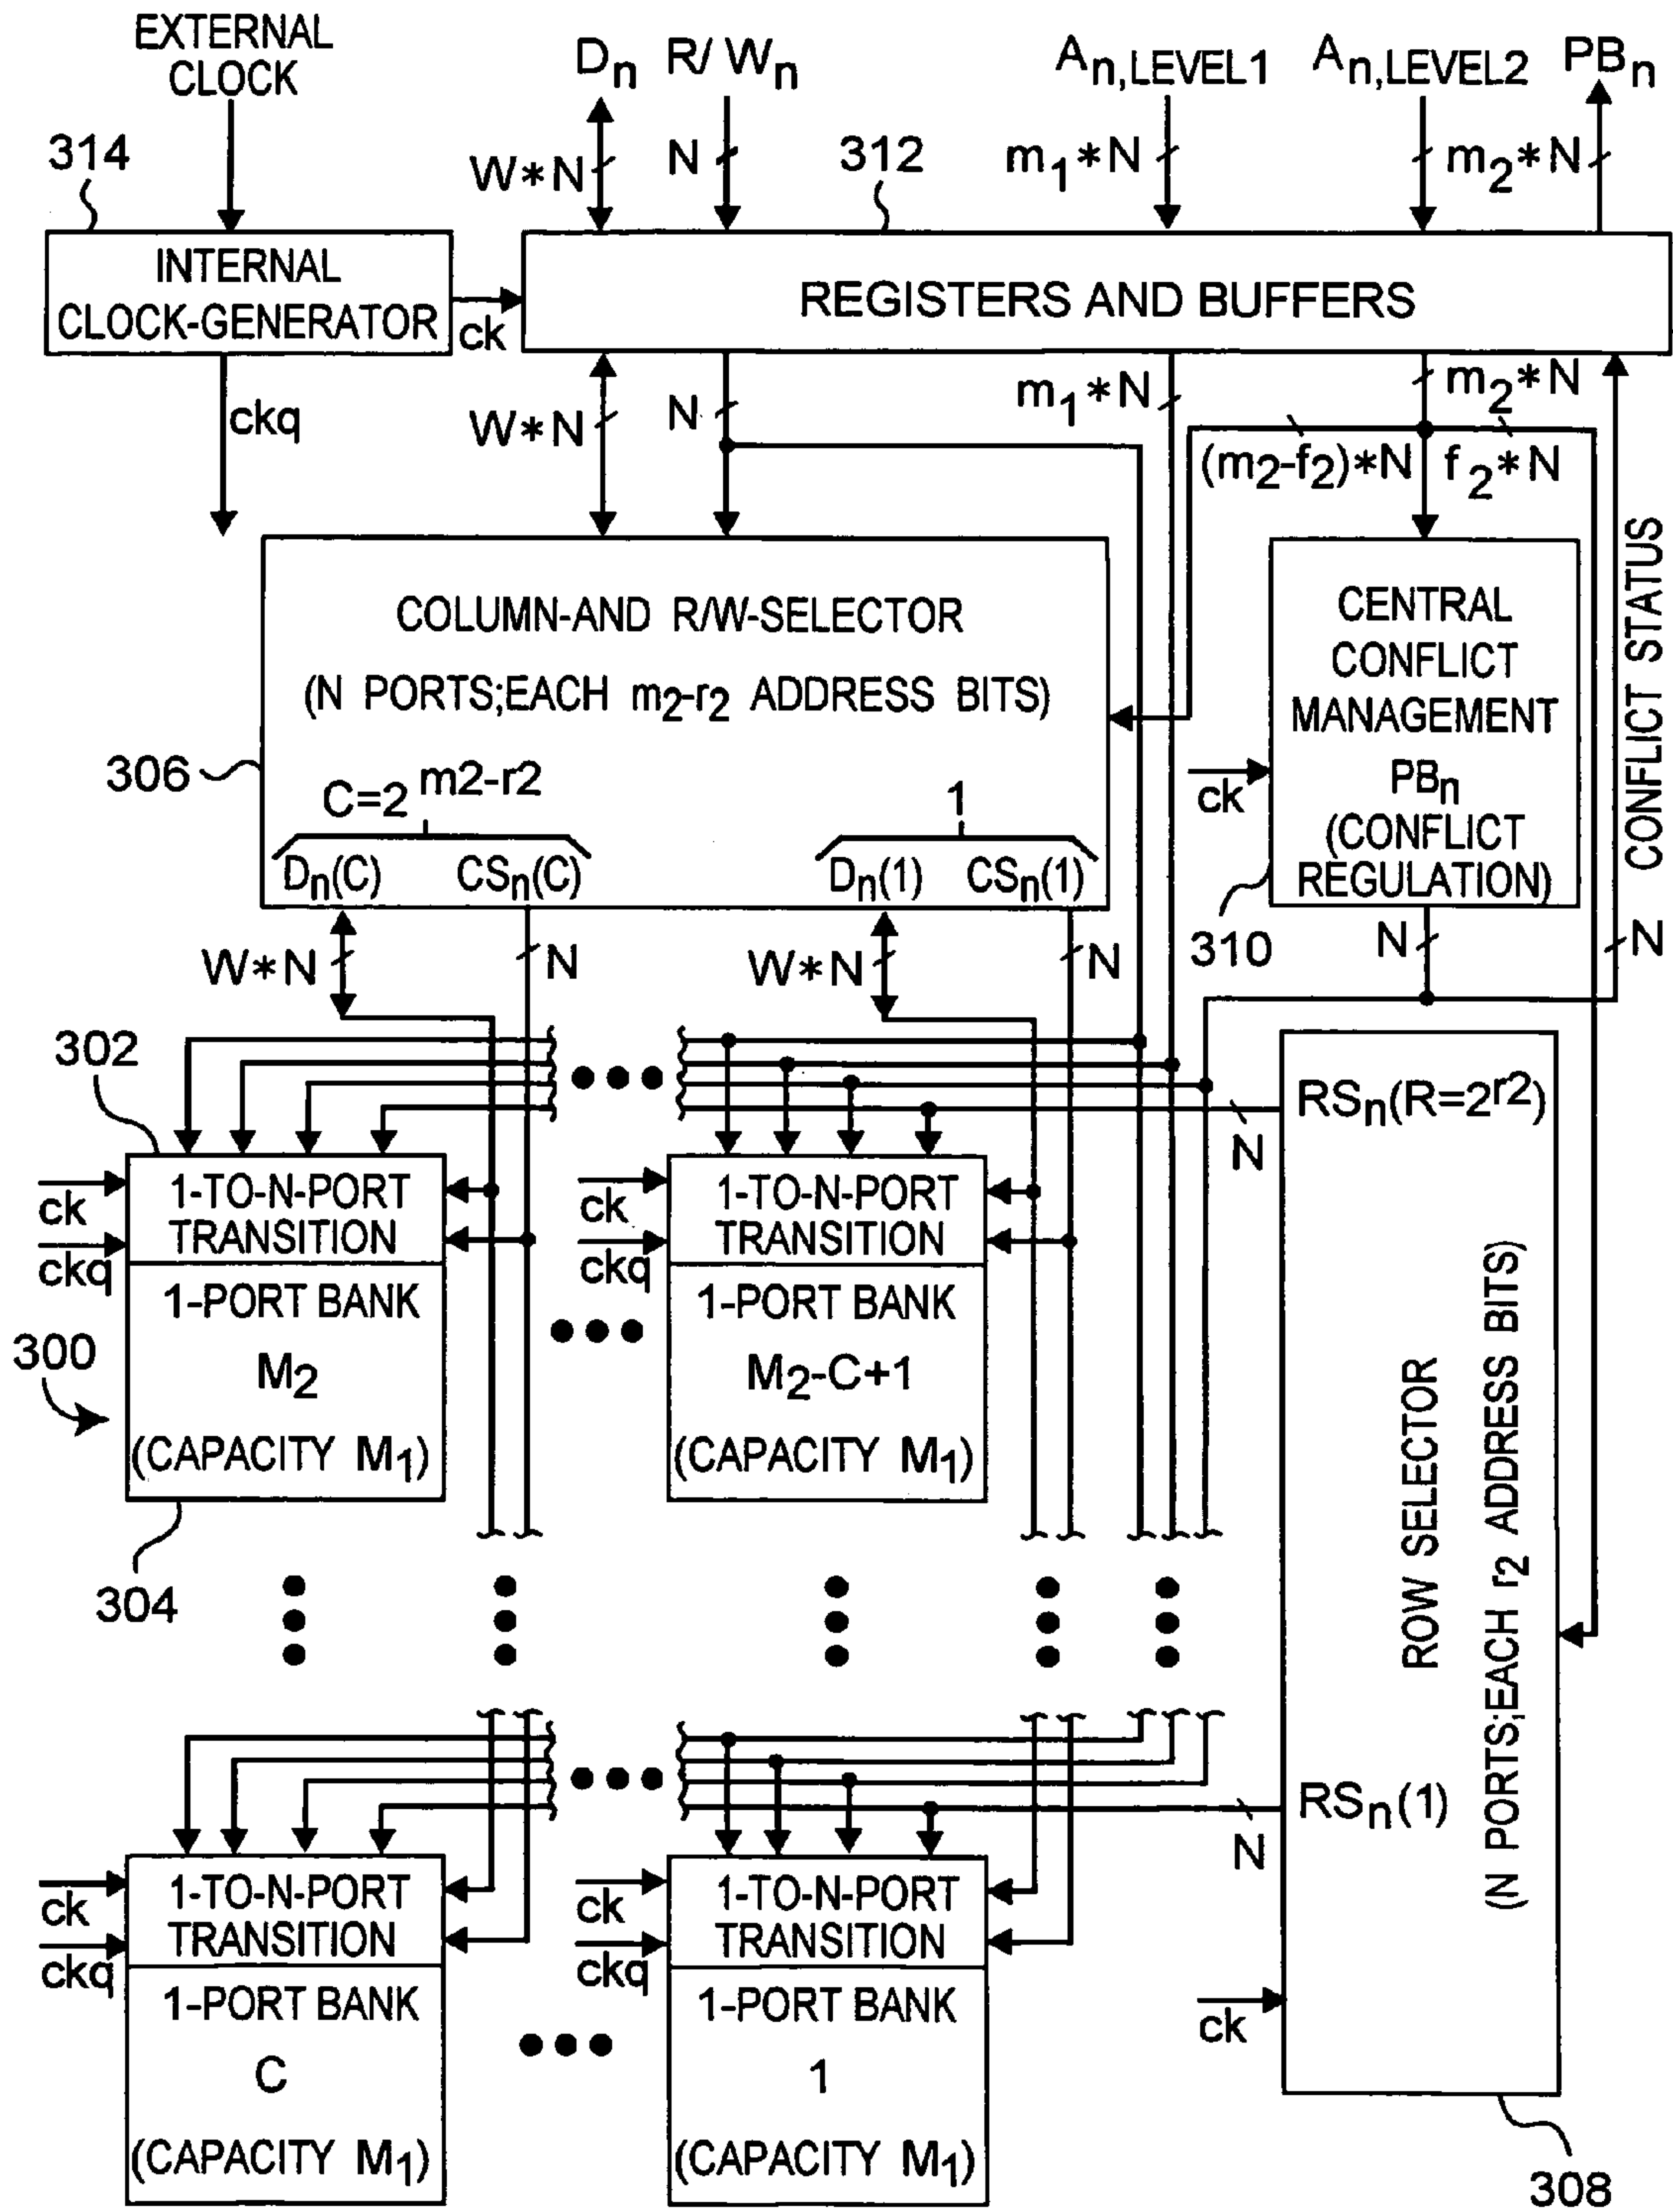 EXTERNAL
CLOCK
Dₙ R/ Wₙ Aₙ,LEVEL1 Aₙ,LEVEL2 PBₙ
314
W*N N 312 m₁*N m₂*N
INTERNAL
CLOCK-GENERATOR
ck
REGISTERS AND BUFFERS
ckq
W*N N m₁*N m₂*N
(m₂-f₂)*N f₂*N
COLUMN-AND R/W-SELECTOR
(N PORTS;EACH m₂-r₂ ADDRESS BITS)
306
C=2 m2-r2 1
Dₙ(C) CSₙ(C) Dₙ(1) CSₙ(1)
CENTRAL
CONFLICT
MANAGEMENT
PBₙ
(CONFLICT
REGULATION)
ck
310
CONFLICT STATUS
N N
W*N N W*N N
302
RSₙ(R=2^r2)
N
1-TO-N-PORT
TRANSITION
ck
ckq
1-PORT BANK
M₂
(CAPACITY M₁)
300
304
1-TO-N-PORT
TRANSITION
ck
ckq
1-PORT BANK
M₂-C+1
(CAPACITY M₁)
ROW SELECTOR
(N PORTS;EACH r₂ ADDRESS BITS)
RSₙ(1)
N
ck
308
1-TO-N-PORT
TRANSITION
ck
ckq
1-PORT BANK
C
(CAPACITY M₁)
1-TO-N-PORT
TRANSITION
ck
ckq
1-PORT BANK
1
(CAPACITY M₁)